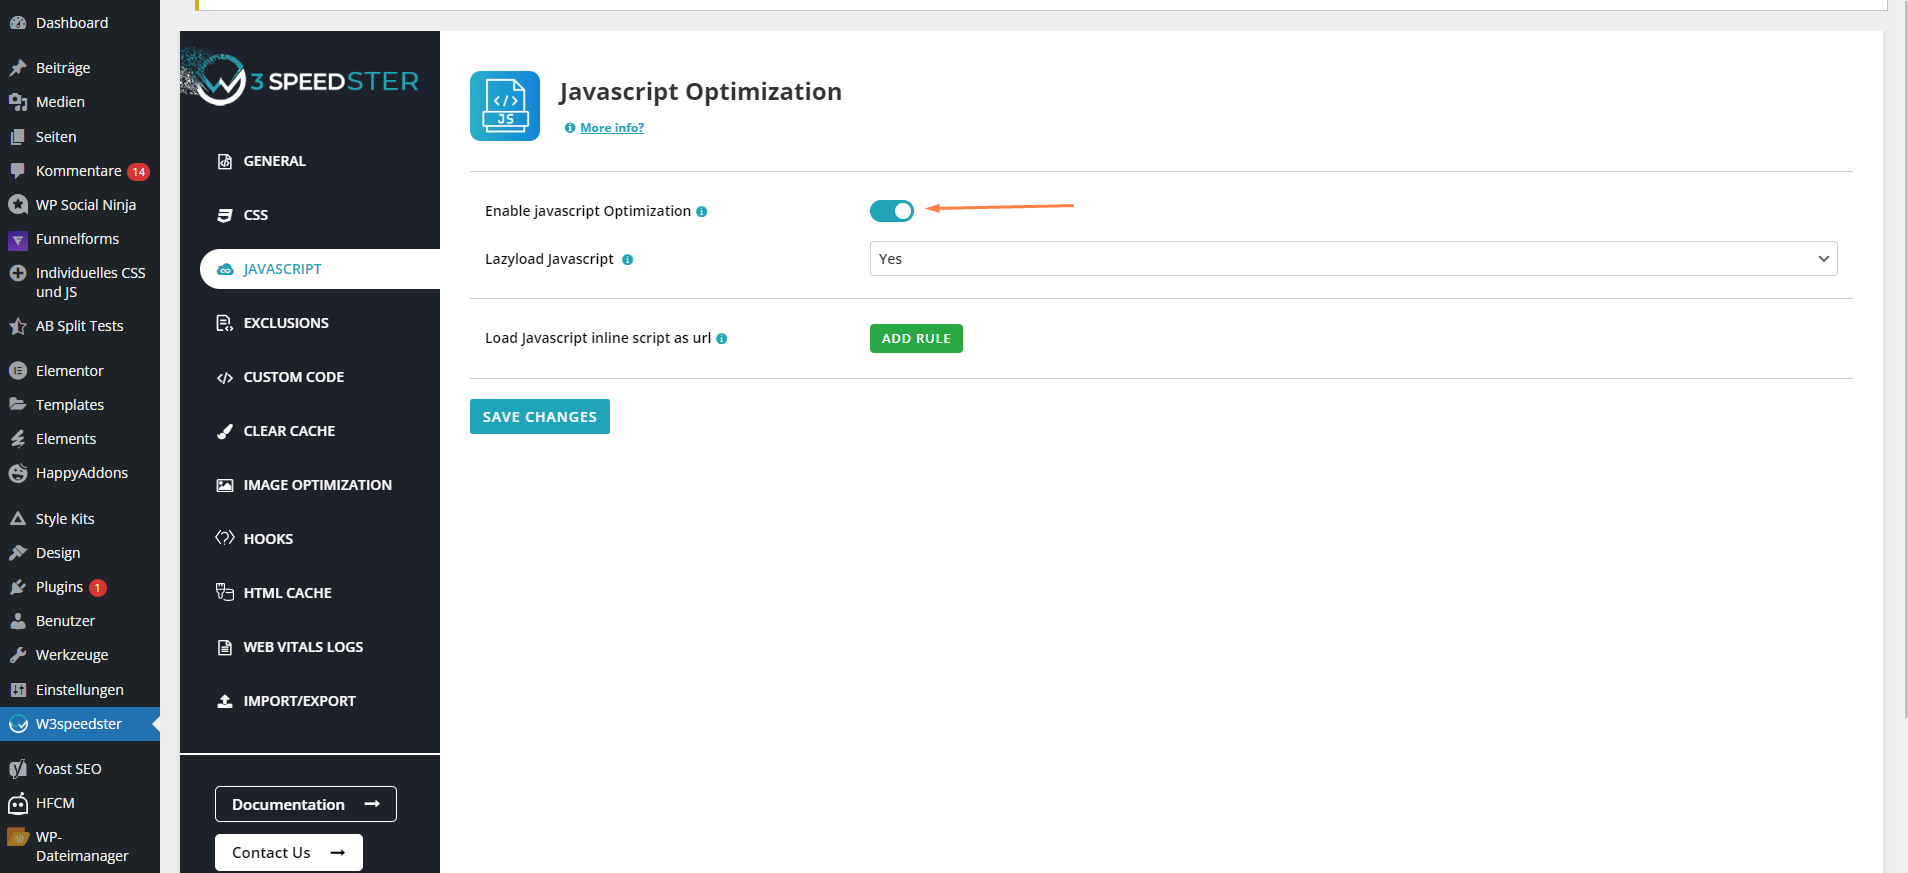 Dashboard
Beiträge
Medien
Seiten
Kommentare 14
WP Social Ninja
Funnelforms
Individuelles CSS
und JS
AB Split Tests
Elementor
Templates
Elements
HappyAddons
Style Kits
Design
Plugins 1
Benutzer
Werkzeuge
Einstellungen
W3speedster
Yoast SEO
HFCM
WP-
Dateimanager
W3SPEEDSTER
GENERAL
CSS
JAVASCRIPT
EXCLUSIONS
CUSTOM CODE
CLEAR CACHE
IMAGE OPTIMIZATION
HOOKS
HTML CACHE
WEB VITALS LOGS
IMPORT/EXPORT
Documentation
Contact Us
JS
Javascript Optimization
More info?
Enable javascript Optimization
Lazyload Javascript
Yes
Load Javascript inline script as url
ADD RULE
SAVE CHANGES